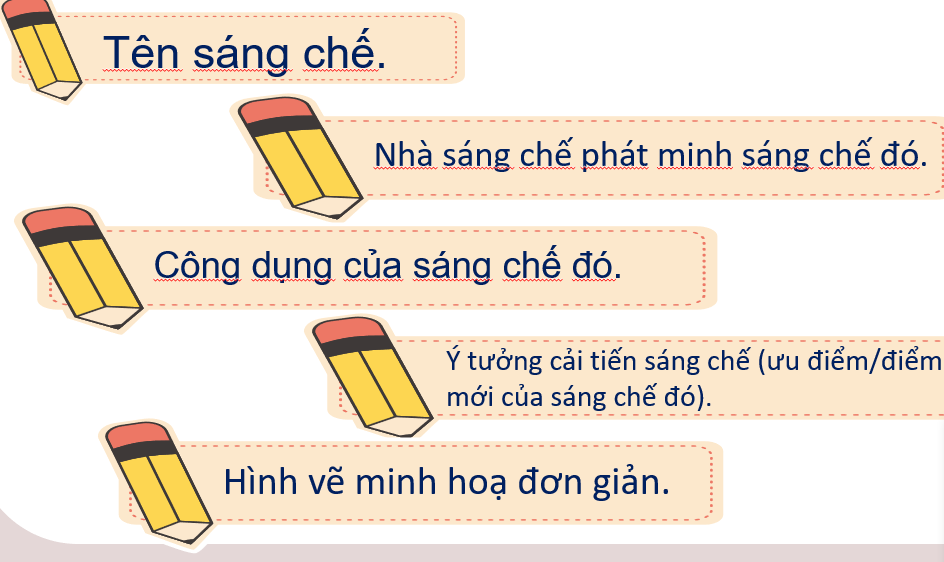 Tên sáng chế.
Nhà sáng chế phát minh sáng chế đó.
Công dụng của sáng chế đó.
Ý tưởng cải tiến sáng chế (ưu điểm/điểm
mới của sáng chế đó).
Hình vẽ minh hoạ đơn giản.